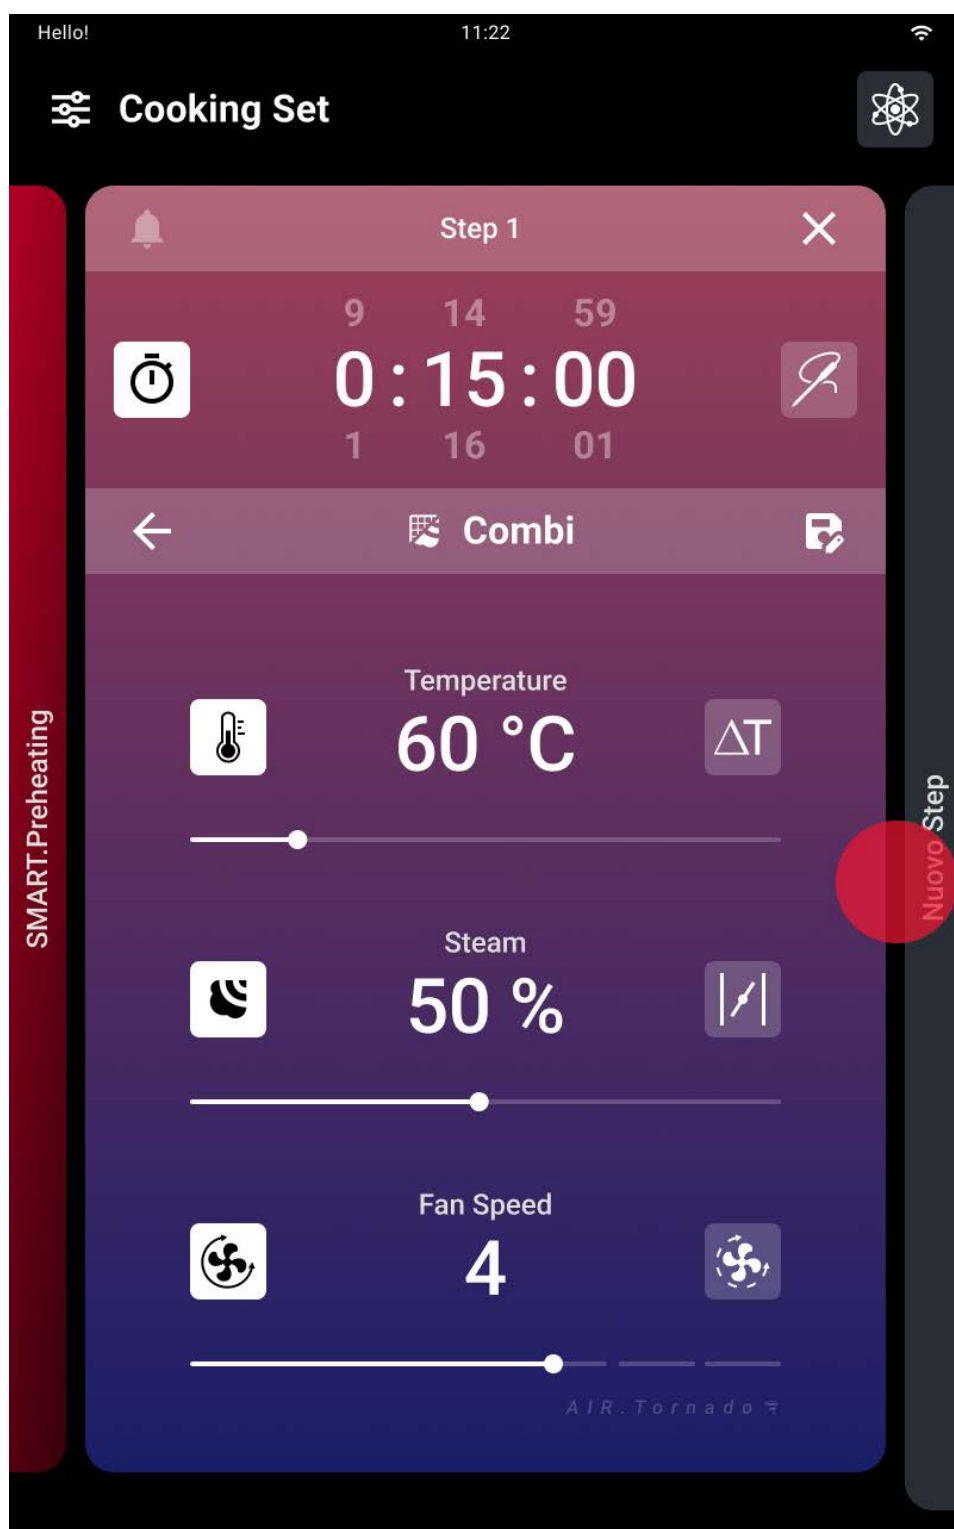 Hello!
11:22
Cooking Set
Step 1
9 14 59
0 : 15 : 00
1 16 01
Combi
Temperature
60 °C
ΔT
Steam
50 %
Fan Speed
4
AIR.Tornado
SMART.Preheating
Nuovo Step